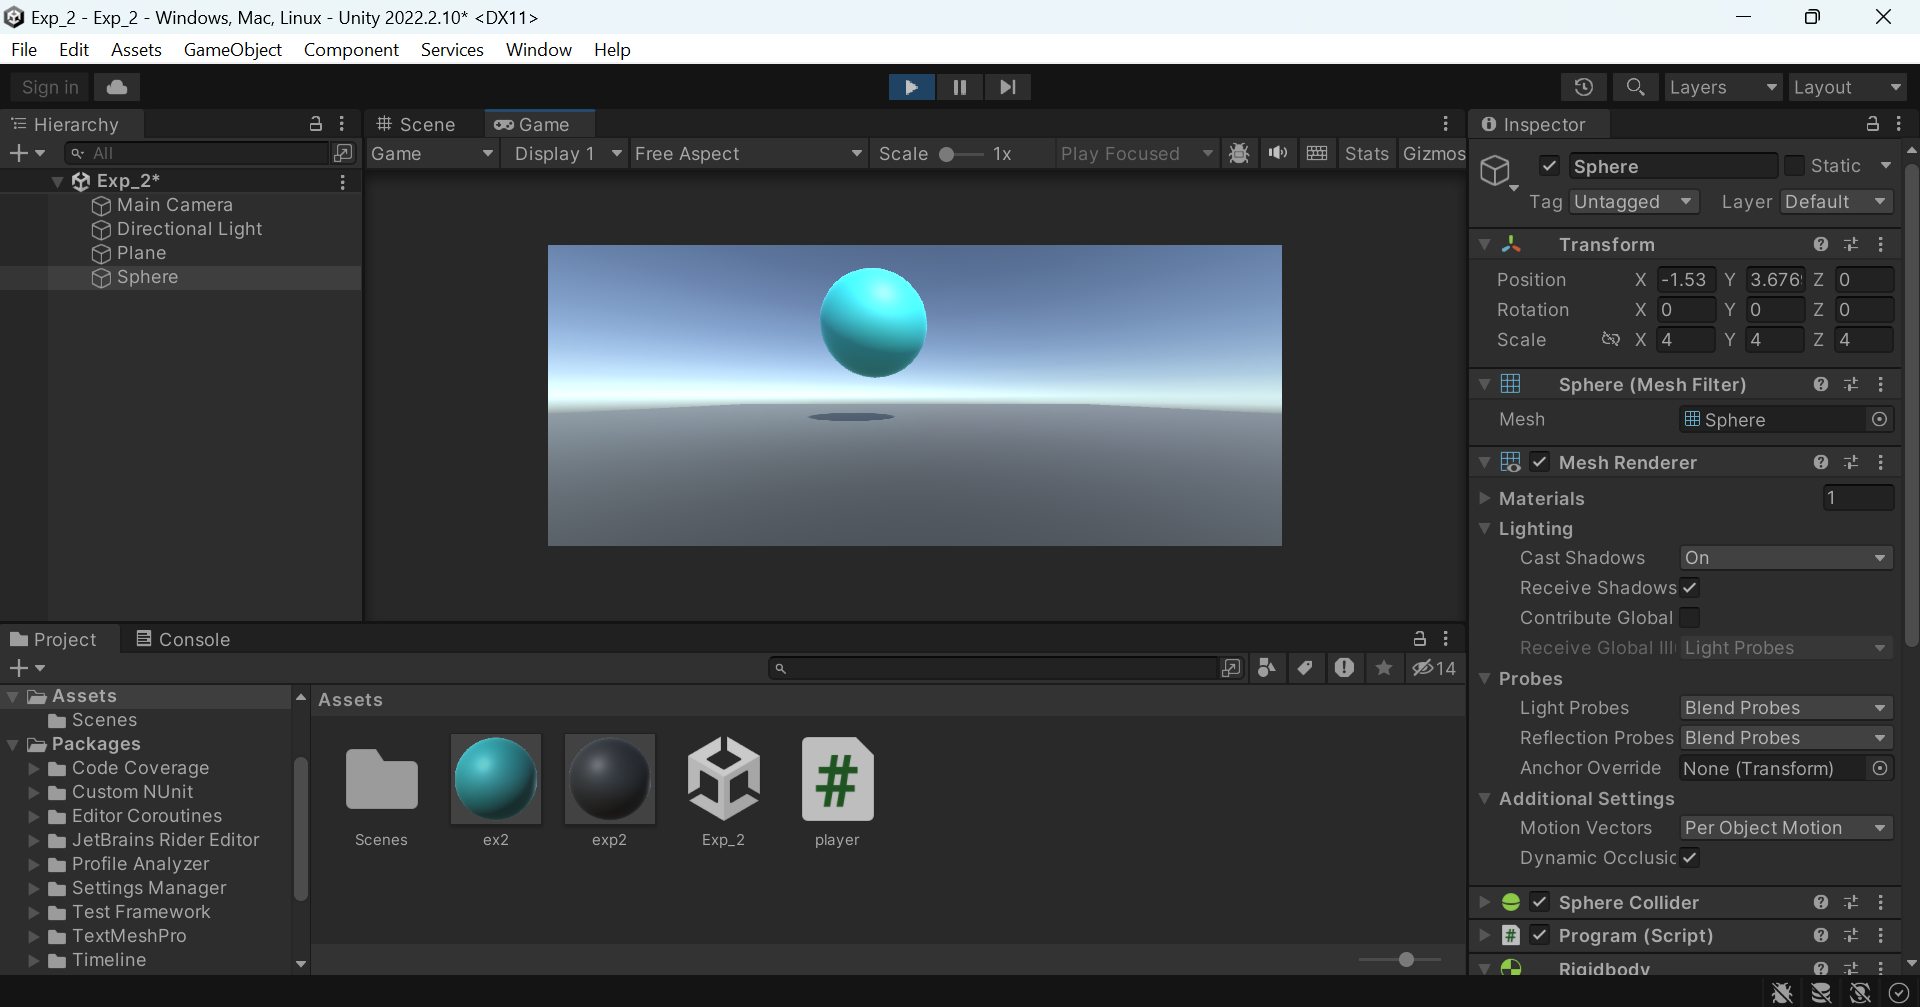 Exp_2 - Exp_2 - Windows, Mac, Linux - Unity 2022.2.10* <DX11>
File Edit Assets GameObject Component Services Window Help
Sign in Layers Layout
Hierarchy
All
Exp_2*
Main Camera
Directional Light
Plane
Sphere
Scene Game
Game Display 1 Free Aspect Scale 1x Play Focused Stats Gizmos
Inspector
Sphere Static
Tag Untagged Layer Default
Transform
Position X -1.53 Y 3.676 Z 0
Rotation X 0 Y 0 Z 0
Scale X 4 Y 4 Z 4
Sphere (Mesh Filter)
Mesh Sphere
Mesh Renderer
Materials 1
Lighting
Cast Shadows On
Receive Shadows
Contribute Global
Receive Global Illu Light Probes
Probes
Light Probes Blend Probes
Reflection Probes Blend Probes
Anchor Override None (Transform)
Additional Settings
Motion Vectors Per Object Motion
Dynamic Occlusic
Sphere Collider
# Program (Script)
Rigidbody
Project Console
14
Assets
Scenes
Packages
Code Coverage
Custom NUnit
Editor Coroutines
JetBrains Rider Editor
Profile Analyzer
Settings Manager
Test Framework
TextMeshPro
Timeline
Assets
#
Scenes ex2 exp2 Exp_2 player